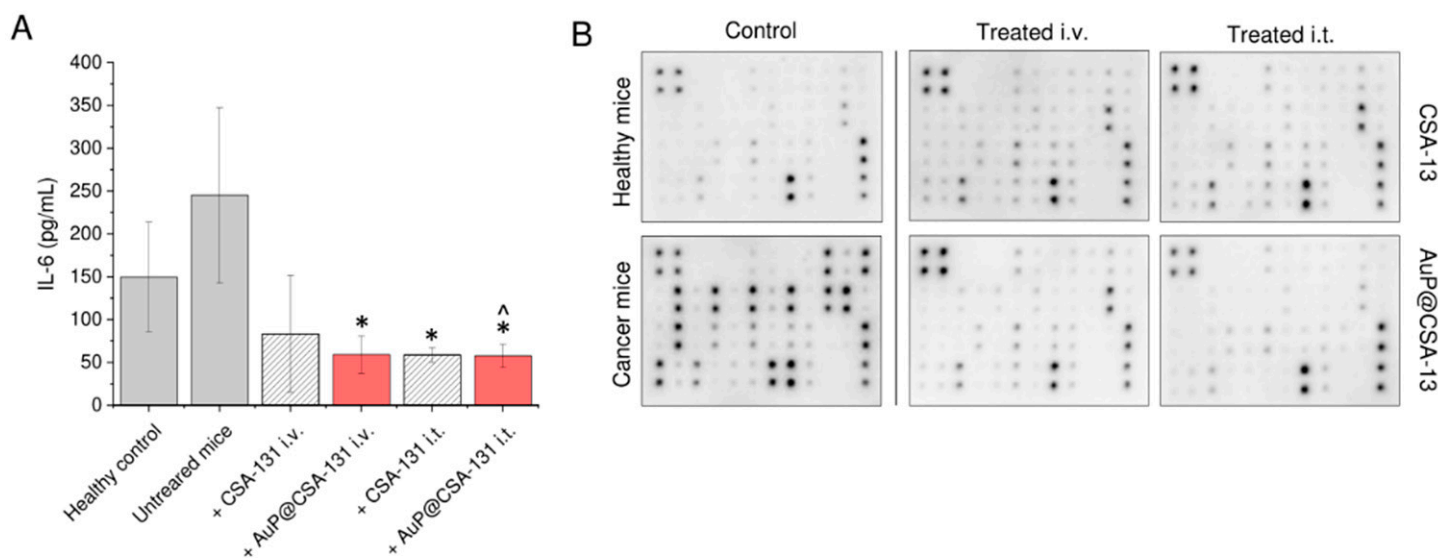 A
IL-6 (pg/mL)
400
350
300
250
200
150
100
50
0
*
*
^
*
Healthy control
Untreared mice
+ CSA-131 i.v.
+ AuP@CSA-131 i.v.
+ CSA-131 i.t.
+ AuP@CSA-131 i.t.
B
Control
Treated i.v.
Treated i.t.
Healthy mice
CSA-13
Cancer mice
AuP@CSA-13